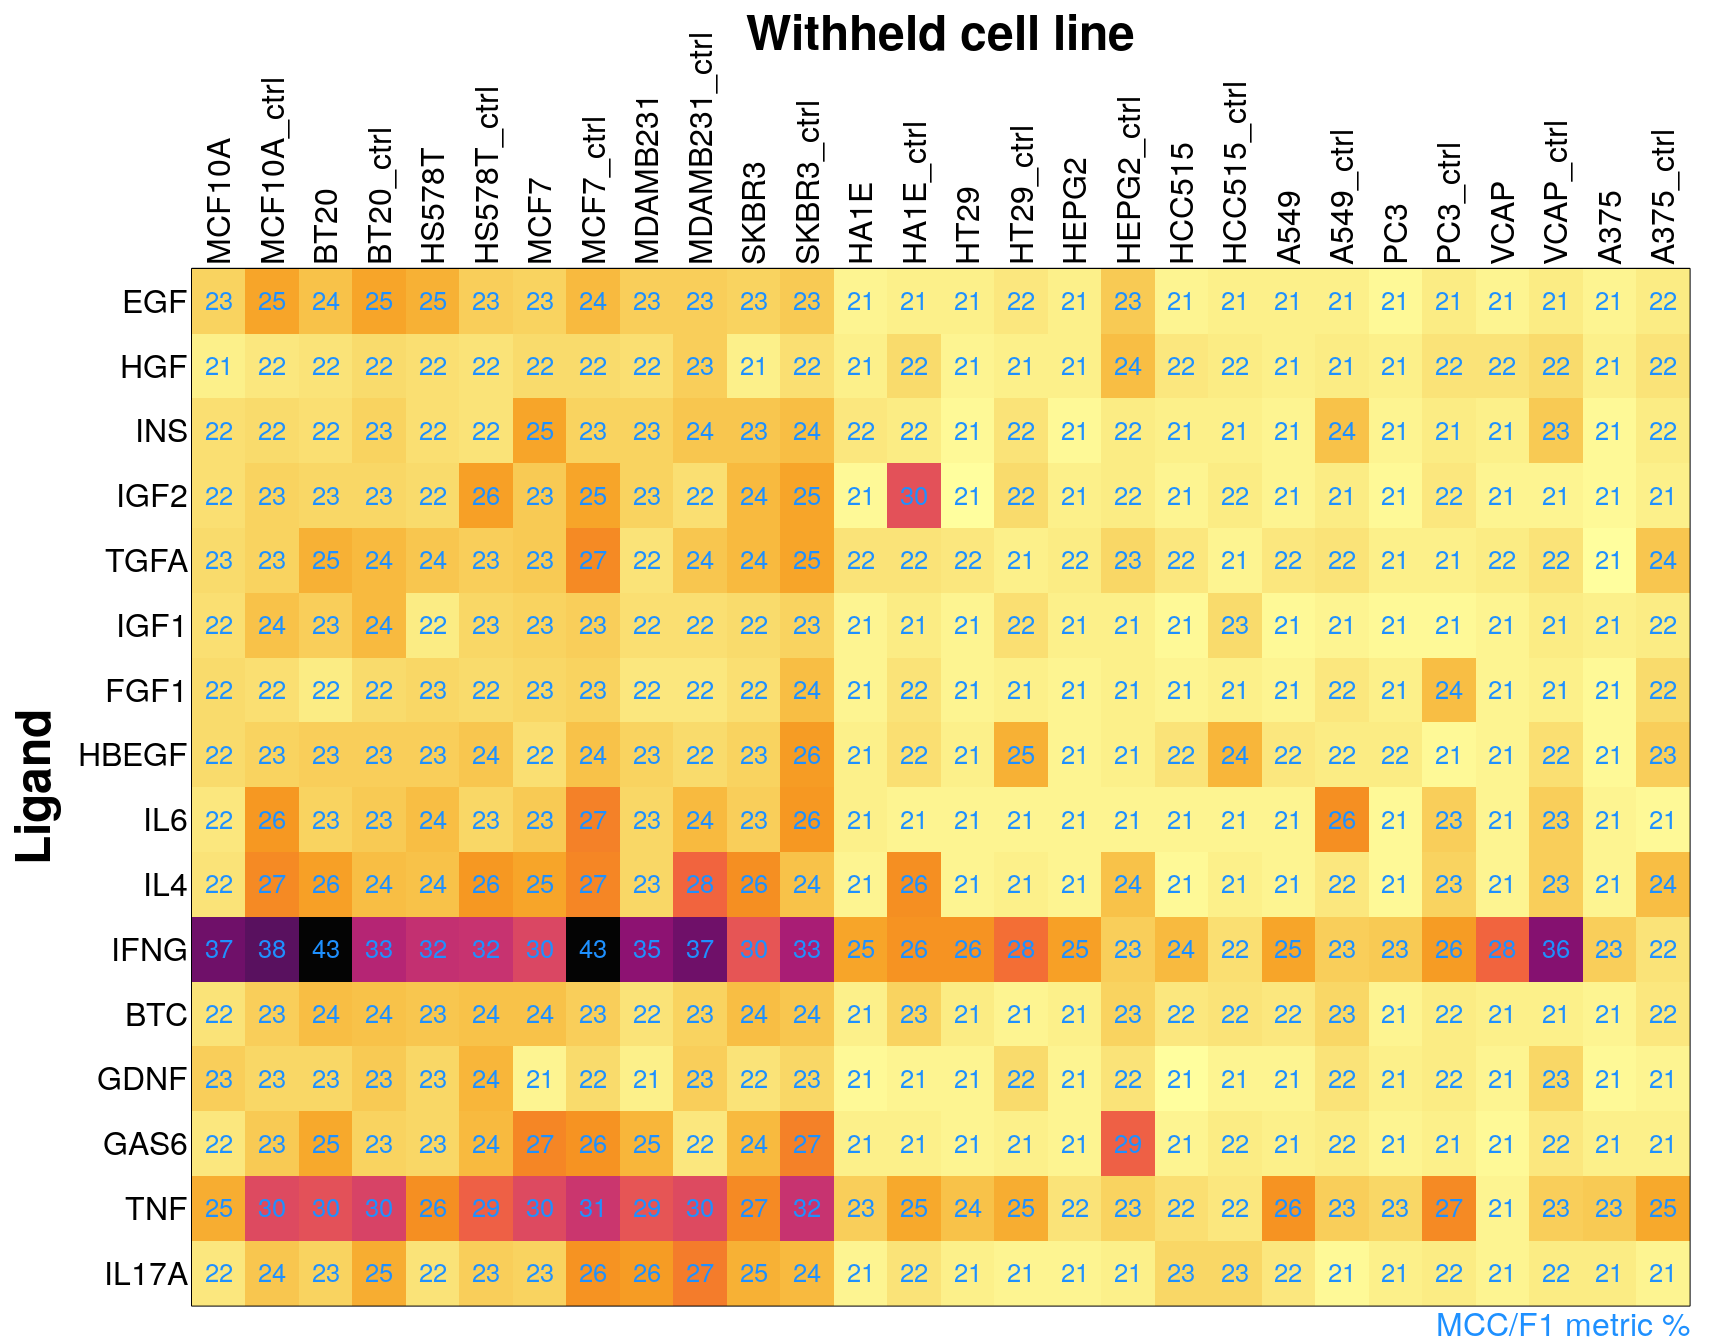 Withheld cell line
MCF10A MCF10A_ctrl BT20 BT20_ctrl HS578T HS578T_ctrl MCF7 MCF7_ctrl MDAMB231 MDAMB231_ctrl SKBR3 SKBR3_ctrl HA1E HA1E_ctrl HT29 HT29_ctrl HEPG2 HEPG2_ctrl HCC515 HCC515_ctrl A549 A549_ctrl PC3 PC3_ctrl VCAP VCAP_ctrl A375 A375_ctrl
Ligand
EGF 23 25 24 25 25 23 23 24 23 23 23 23 21 21 21 22 21 23 21 21 21 21 21 21 21 21 21 22
HGF 21 22 22 22 22 22 22 22 22 23 21 22 21 22 21 21 21 24 22 22 21 21 21 22 22 22 21 22
INS 22 22 22 23 22 22 25 23 23 24 23 24 22 22 21 22 21 22 21 21 21 24 21 21 21 23 21 22
IGF2 22 23 23 23 22 26 23 25 23 22 24 25 21 30 21 22 21 22 21 22 21 21 21 22 21 21 21 21
TGFA 23 23 25 24 24 23 23 27 22 24 24 25 22 22 22 21 22 23 22 21 22 22 21 21 22 22 21 24
IGF1 22 24 23 24 22 23 23 23 22 22 22 23 21 21 21 22 21 21 21 23 21 21 21 21 21 21 21 22
FGF1 22 22 22 22 23 22 23 23 22 22 22 24 21 22 21 21 21 21 21 21 21 22 21 24 21 21 21 22
HBEGF 22 23 23 23 23 24 22 24 23 22 23 26 21 22 21 25 21 21 22 24 22 22 22 21 21 22 21 23
IL6 22 26 23 23 24 23 23 27 23 24 23 26 21 21 21 21 21 21 21 21 21 26 21 23 21 23 21 21
IL4 22 27 26 24 24 26 25 27 23 28 26 24 21 26 21 21 21 24 21 21 21 22 21 23 21 23 21 24
IFNG 37 38 43 33 32 32 30 43 35 37 30 33 25 26 26 28 25 23 24 22 25 23 23 26 28 36 23 22
BTC 22 23 24 24 23 24 24 23 22 23 24 24 21 23 21 21 21 23 22 22 22 23 21 22 21 21 21 22
GDNF 23 23 23 23 23 24 21 22 21 23 22 23 21 21 21 22 21 22 21 21 21 22 21 22 21 23 21 21
GAS6 22 23 25 23 23 24 27 26 25 22 24 27 21 21 21 21 21 29 21 22 21 22 21 21 21 22 21 21
TNF 25 30 30 30 26 29 30 31 29 30 27 32 23 25 24 25 22 23 22 22 26 23 23 27 21 23 23 25
IL17A 22 24 23 25 22 23 23 26 26 27 25 24 21 22 21 21 21 21 23 23 22 21 21 22 21 22 21 21
MCC/F1 metric %